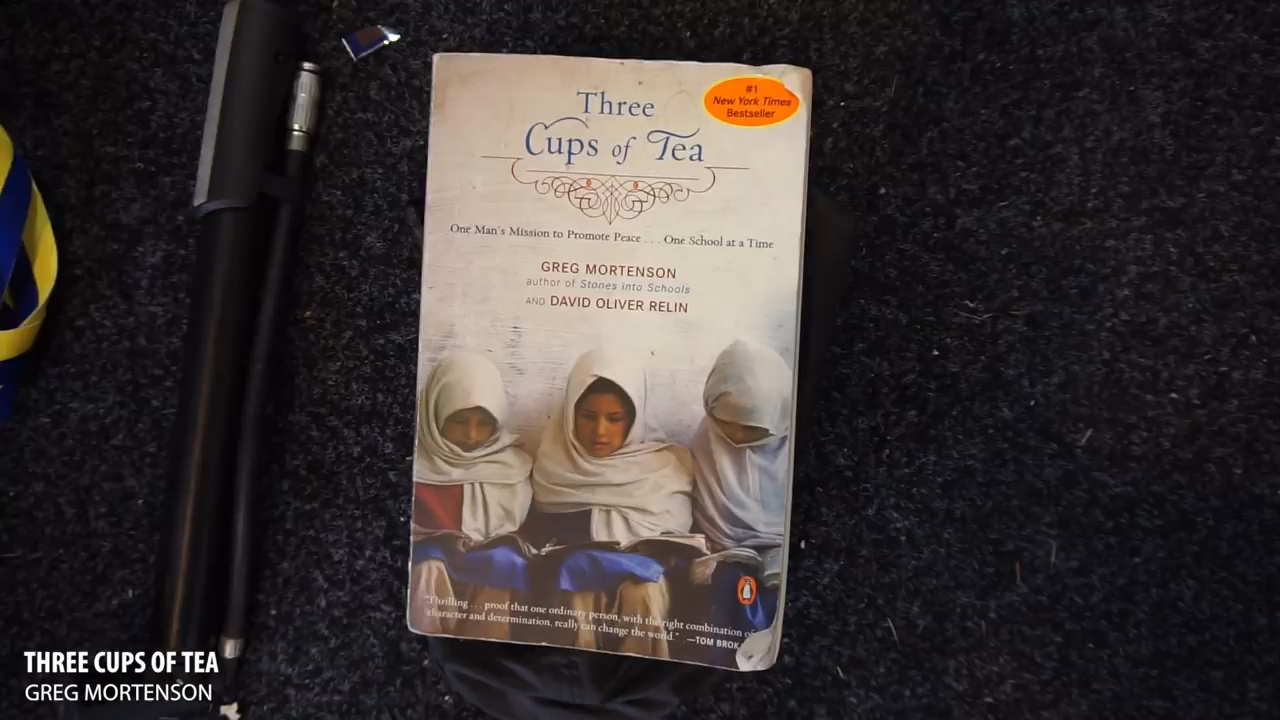 Three
Cups of Tea
#1
New York Times
Bestseller
One Man's Mission to Promote Peace . . . One School at a Time
GREG MORTENSON
author of Stones into Schools
AND DAVID OLIVER RELIN
"Thrilling . . . proof that one ordinary person, with the right combination of
character and determination, really can change the world." —TOM BROK
THREE CUPS OF TEA
GREG MORTENSON